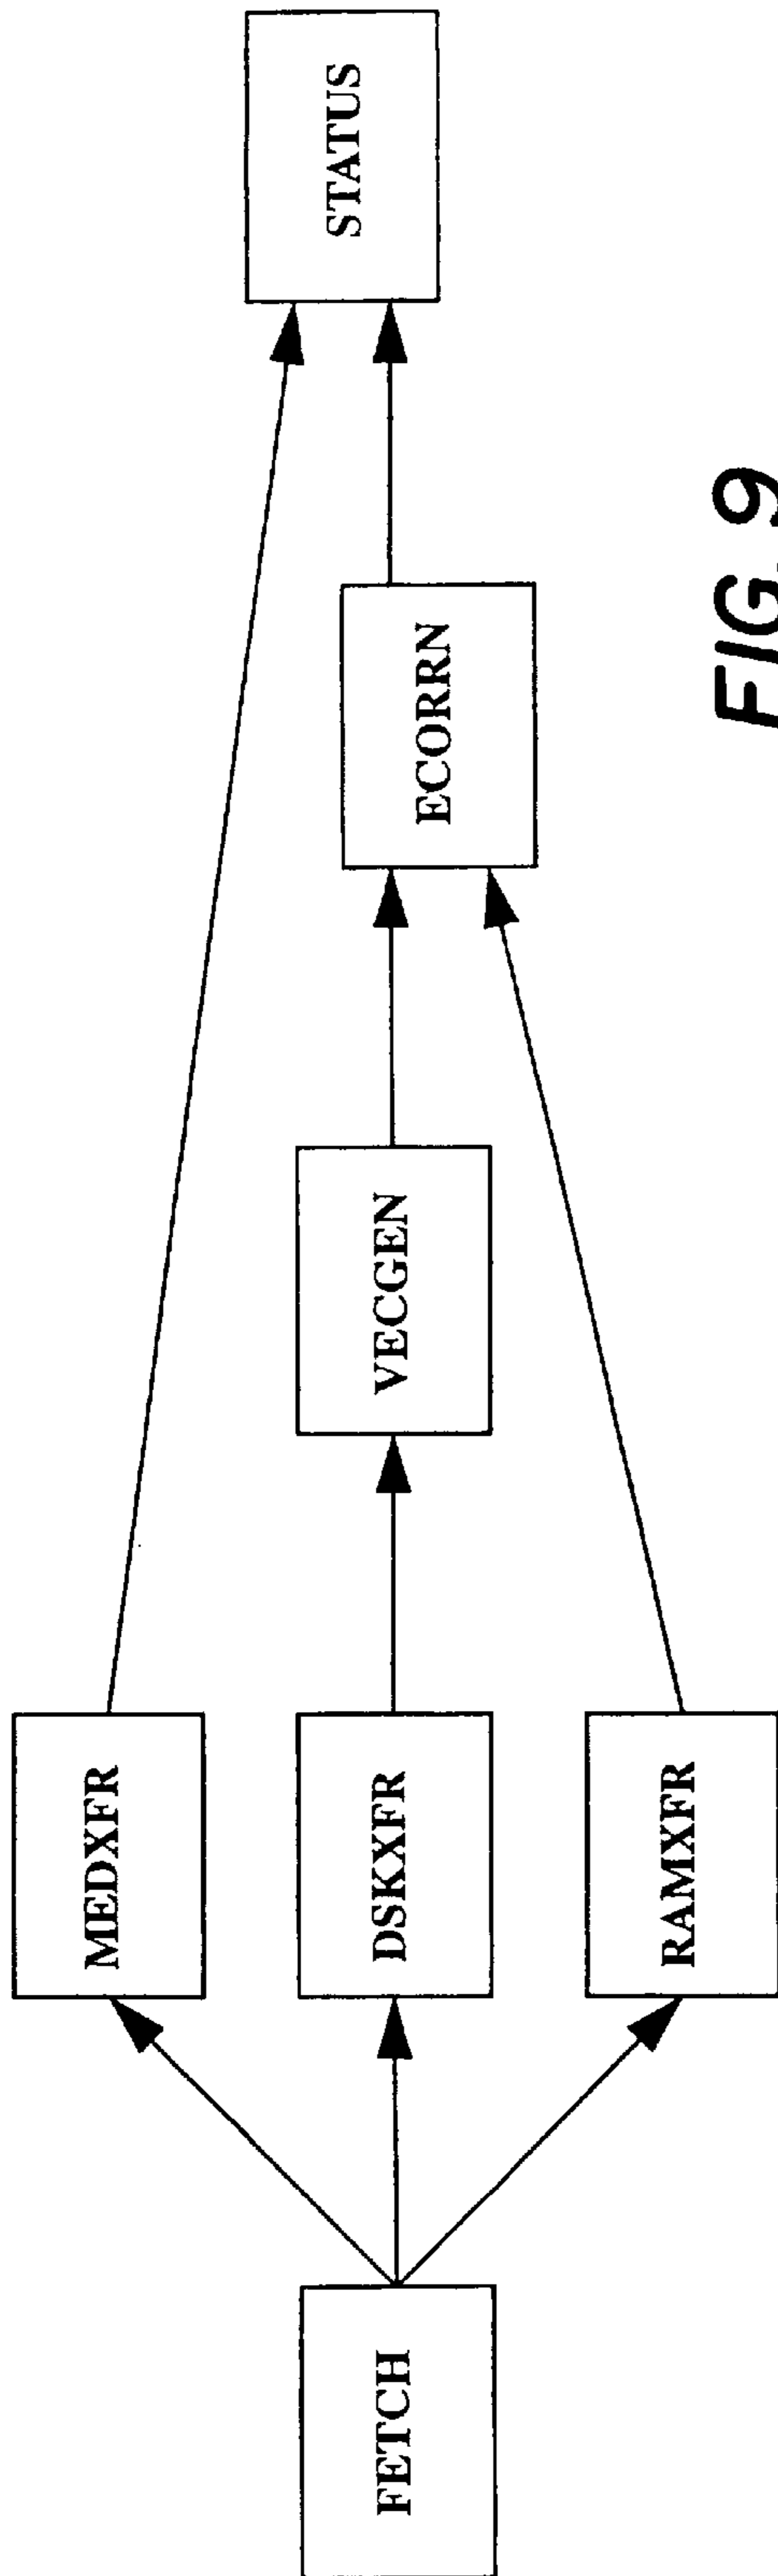 FETCH
MEDXFR
DSKXFR
RAMXFR
VECGEN
ECORRN
STATUS
FIG. 9